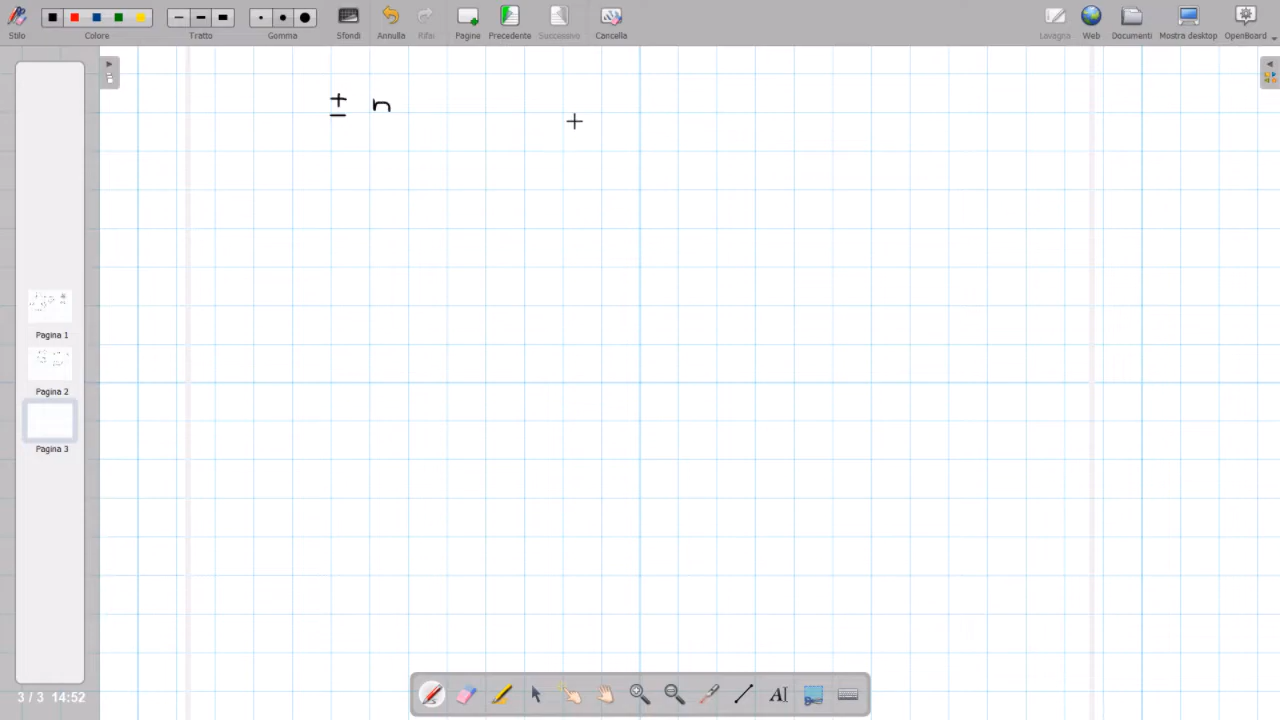 Stilo Colore Tratto Gomma Sfondi Annulla Rifai Pagine Precedente Successivo Cancella Lavagna Web Documenti Mostra desktop OpenBoard
± n
Pagina 1
Pagina 2
Pagina 3
3 / 3 14:52
AI